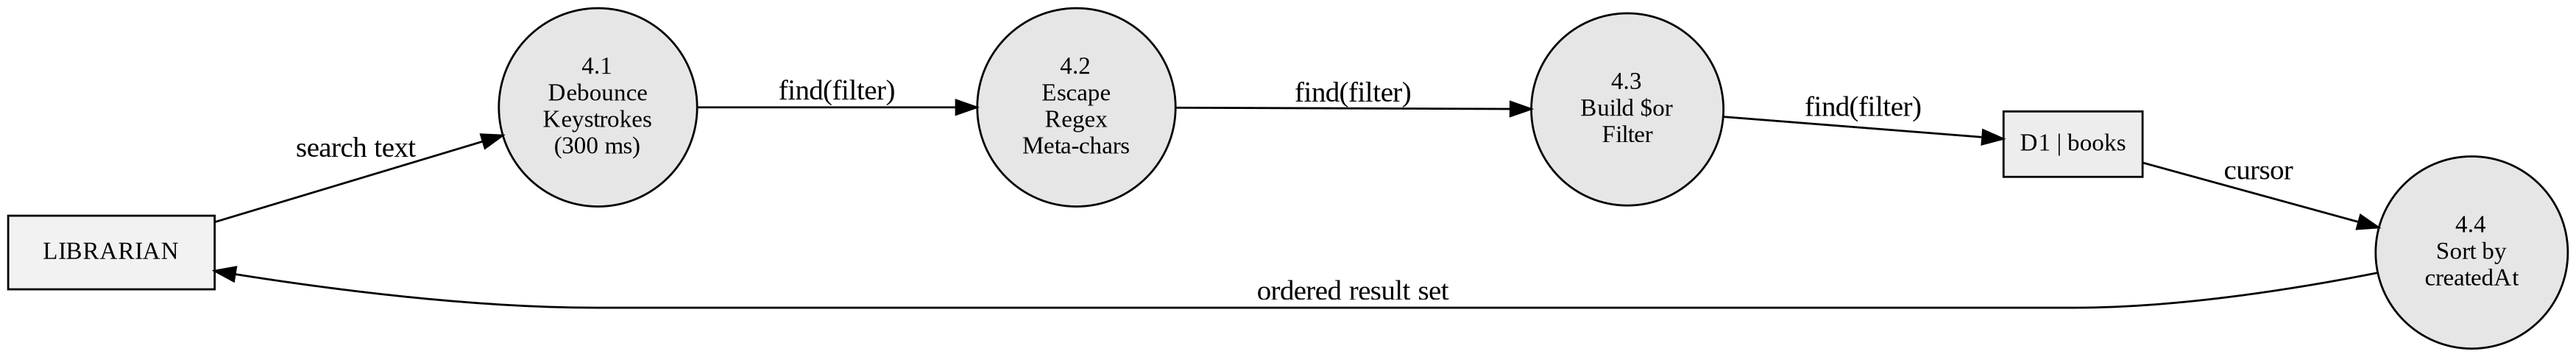 LIBRARIAN
search text
4.1
Debounce
Keystrokes
(300 ms)
find(filter)
4.2
Escape
Regex
Meta-chars
find(filter)
4.3
Build $or
Filter
find(filter)
D1 | books
cursor
4.4
Sort by
createdAt
ordered result set